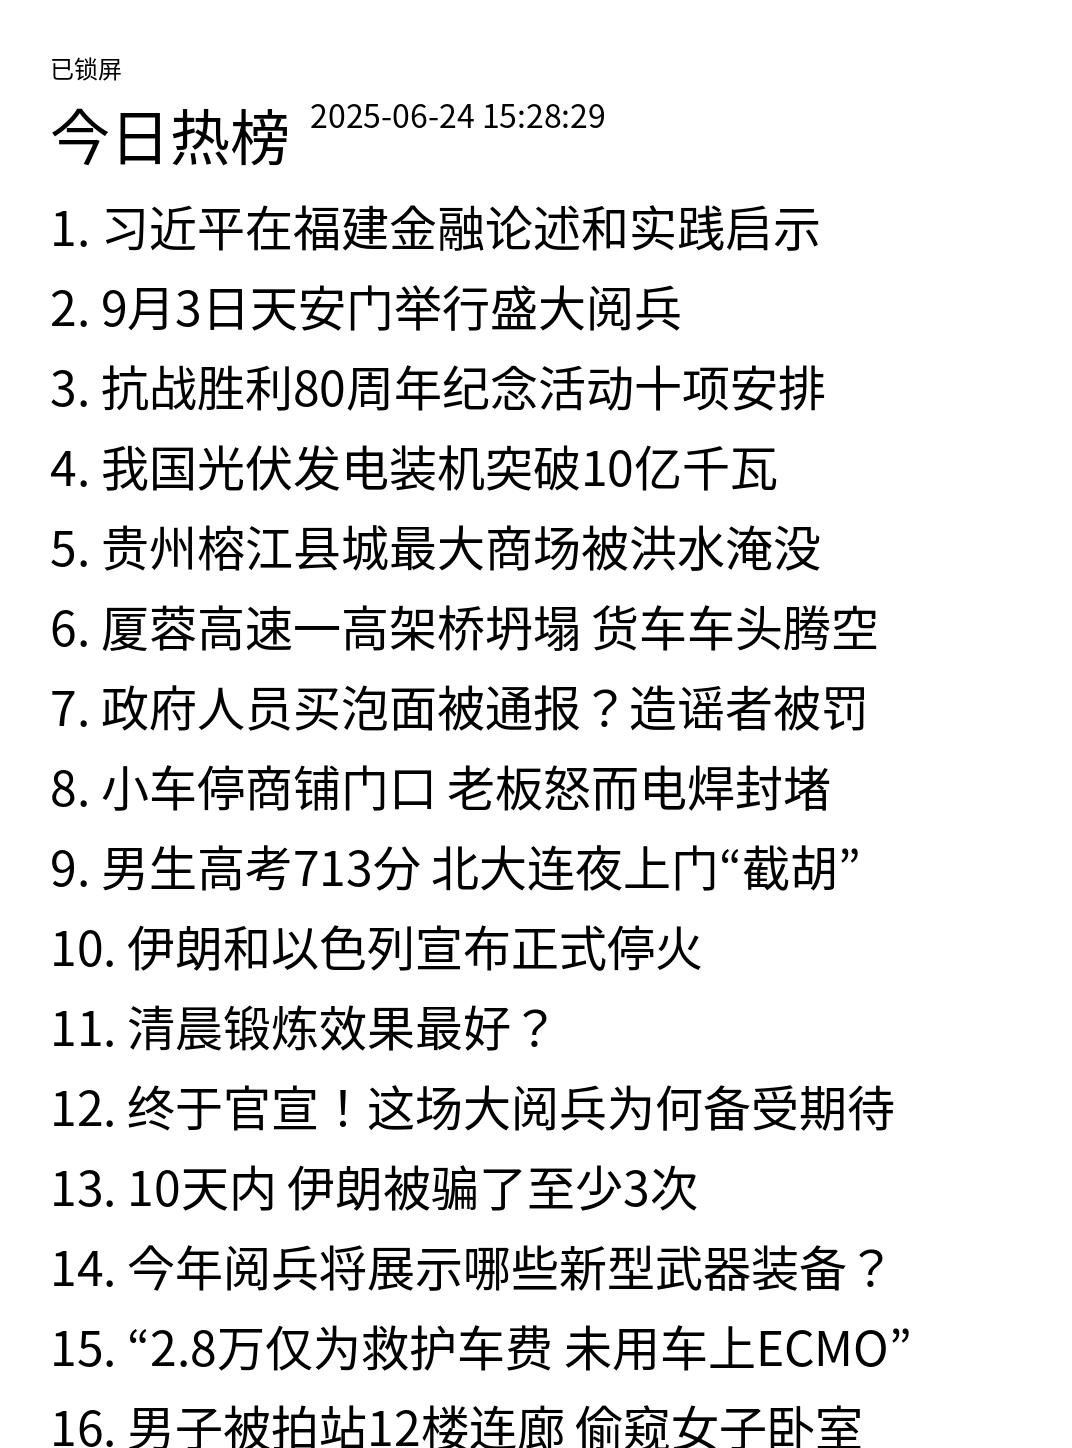 已锁屏
今日热榜 2025-06-24 15:28:29
1. 习近平在福建金融论述和实践启示
2. 9月3日天安门举行盛大阅兵
3. 抗战胜利80周年纪念活动十项安排
4. 我国光伏发电装机突破10亿千瓦
5. 贵州榕江县城最大商场被洪水淹没
6. 厦蓉高速一高架桥坍塌 货车车头腾空
7. 政府人员买泡面被通报？造谣者被罚
8. 小车停商铺门口 老板怒而电焊封堵
9. 男生高考713分 北大连夜上门“截胡”
10. 伊朗和以色列宣布正式停火
11. 清晨锻炼效果最好？
12. 终于官宣！这场大阅兵为何备受期待
13. 10天内 伊朗被骗了至少3次
14. 今年阅兵将展示哪些新型武器装备？
15. “2.8万仅为救护车费 未用车上ECMO”
16. 男子被拍站12楼连廊 偷窥女子卧室